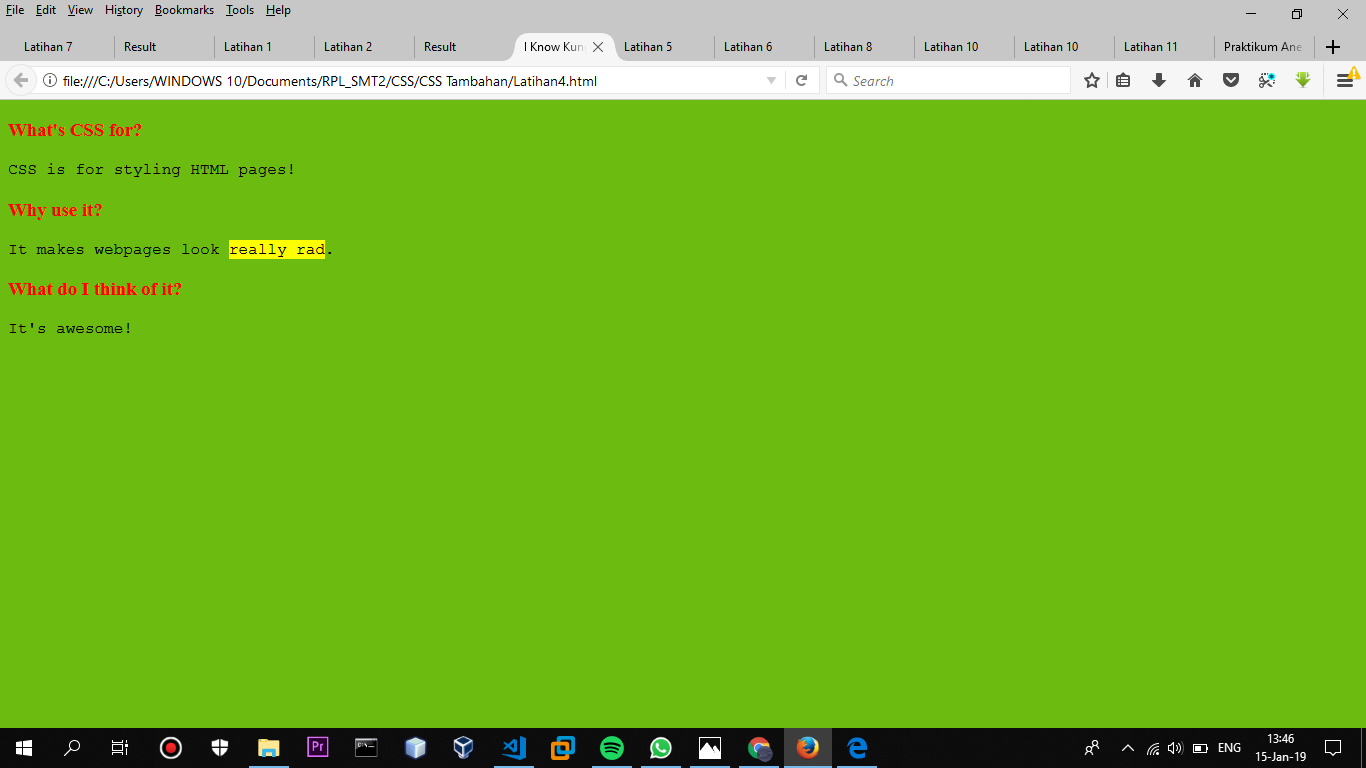 File Edit View History Bookmarks Tools Help
Latihan 7 Result Latihan 1 Latihan 2 Result I Know Kun Latihan 5 Latihan 6 Latihan 8 Latihan 10 Latihan 10 Latihan 11 Praktikum Ane
file:///C:/Users/WINDOWS 10/Documents/RPL_SMT2/CSS/CSS Tambahan/Latihan4.html Search
What's CSS for?
CSS is for styling HTML pages!
Why use it?
It makes webpages look really rad.
What do I think of it?
It's awesome!
Pr ENG 13:46
15-Jan-19